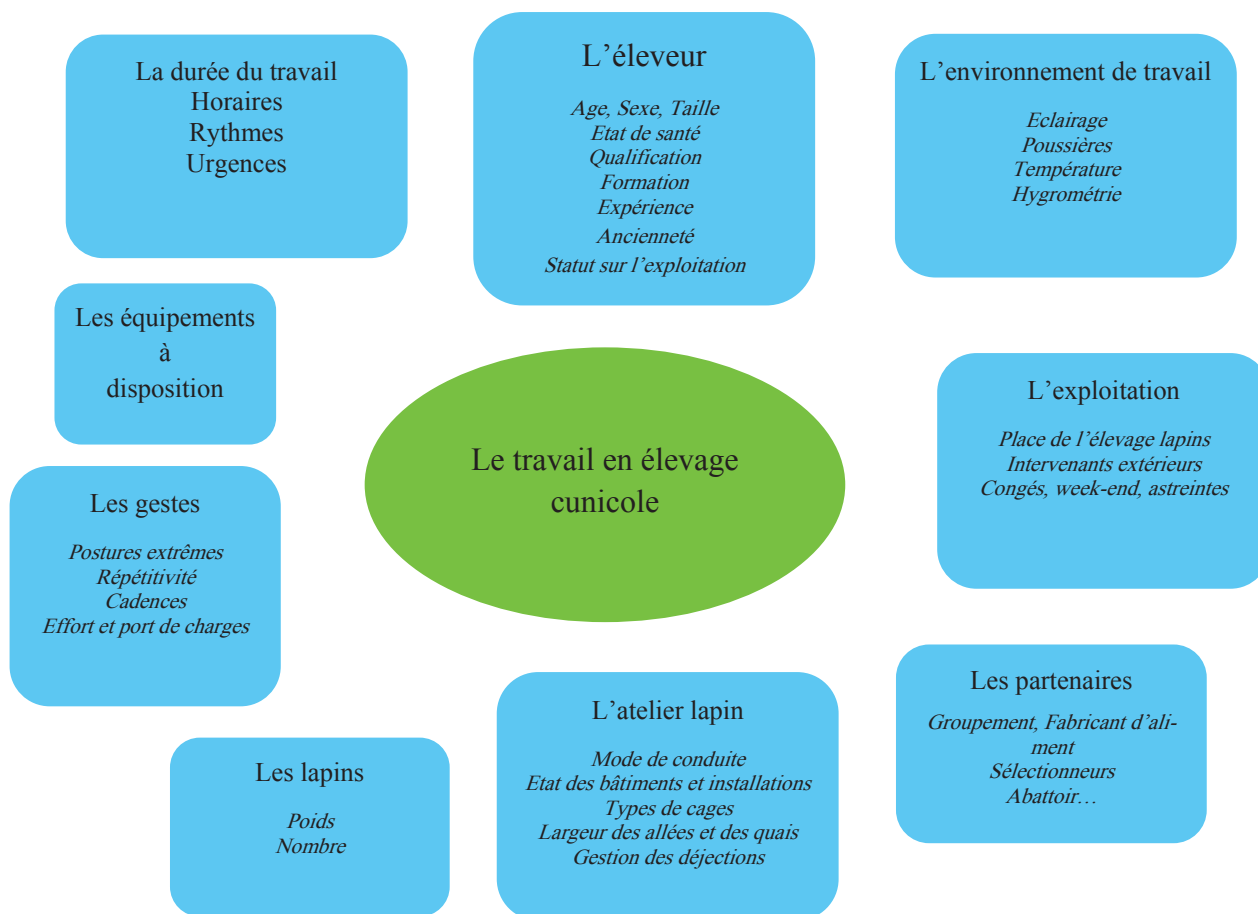 La durée du travail
Horaires
Rythmes
Urgences
L’éleveur
Age, Sexe, Taille
Etat de santé
Qualification
Formation
Expérience
Ancienneté
Statut sur l’exploitation
L’environnement de travail
Eclairage
Poussières
Température
Hygrométrie
Les équipements
à
disposition
Le travail en élevage
cunicole
L’exploitation
Place de l’élevage lapins
Intervenants extérieurs
Congés, week-end, astreintes
Les gestes
Postures extrêmes
Répétitivité
Cadences
Effort et port de charges
Les lapins
Poids
Nombre
L’atelier lapin
Mode de conduite
Etat des bâtiments et installations
Types de cages
Largeur des allées et des quais
Gestion des déjections
Les partenaires
Groupement, Fabricant d’ali-
ment
Sélectionneurs
Abattoir…